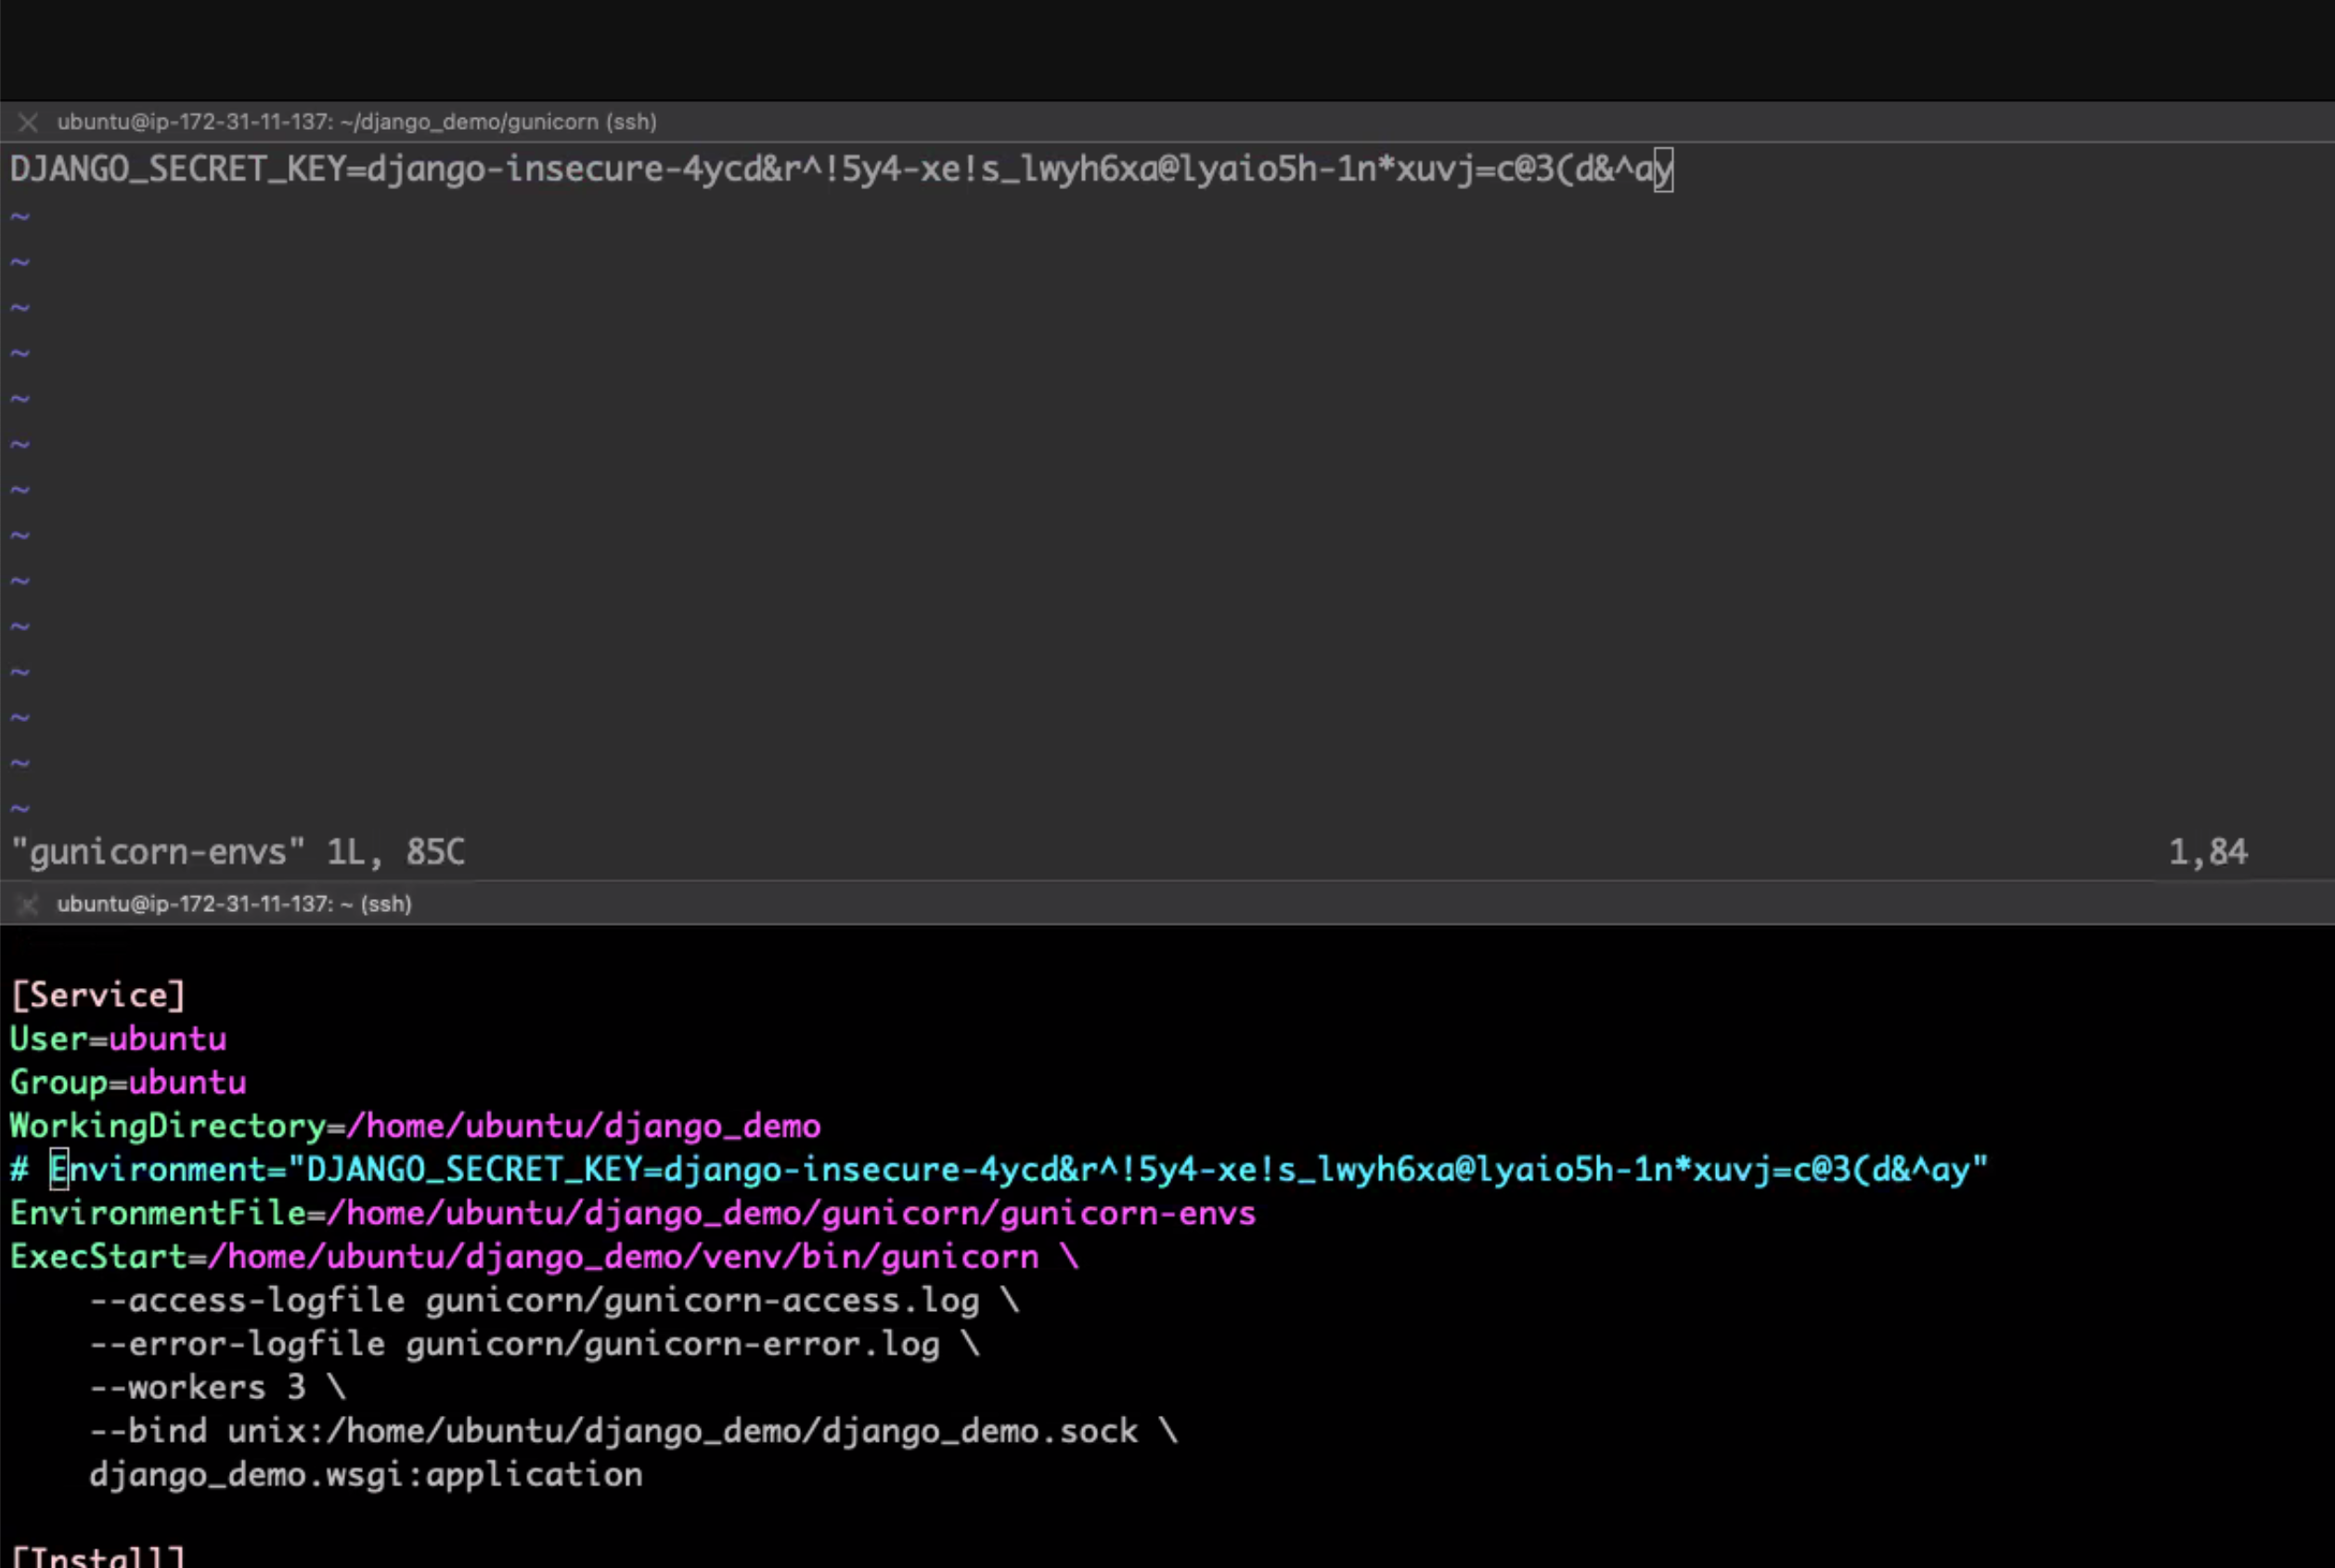 ubuntu@ip-172-31-11-137: ~/django_demo/gunicorn (ssh)
DJANGO_SECRET_KEY=django-insecure-4ycd&r^!5y4-xe!s_lwyh6xa@lyaio5h-1n*xuvj=c@3(d&^ay
~
~
~
~
~
~
~
~
~
~
~
~
~
~
"gunicorn-envs" 1L, 85C 1,84
ubuntu@ip-172-31-11-137: ~ (ssh)
[Service]
User=ubuntu
Group=ubuntu
WorkingDirectory=/home/ubuntu/django_demo
# Environment="DJANGO_SECRET_KEY=django-insecure-4ycd&r^!5y4-xe!s_lwyh6xa@lyaio5h-1n*xuvj=c@3(d&^ay"
EnvironmentFile=/home/ubuntu/django_demo/gunicorn/gunicorn-envs
ExecStart=/home/ubuntu/django_demo/venv/bin/gunicorn \
    --access-logfile gunicorn/gunicorn-access.log \
    --error-logfile gunicorn/gunicorn-error.log \
    --workers 3 \
    --bind unix:/home/ubuntu/django_demo/django_demo.sock \
    django_demo.wsgi:application
[Install]